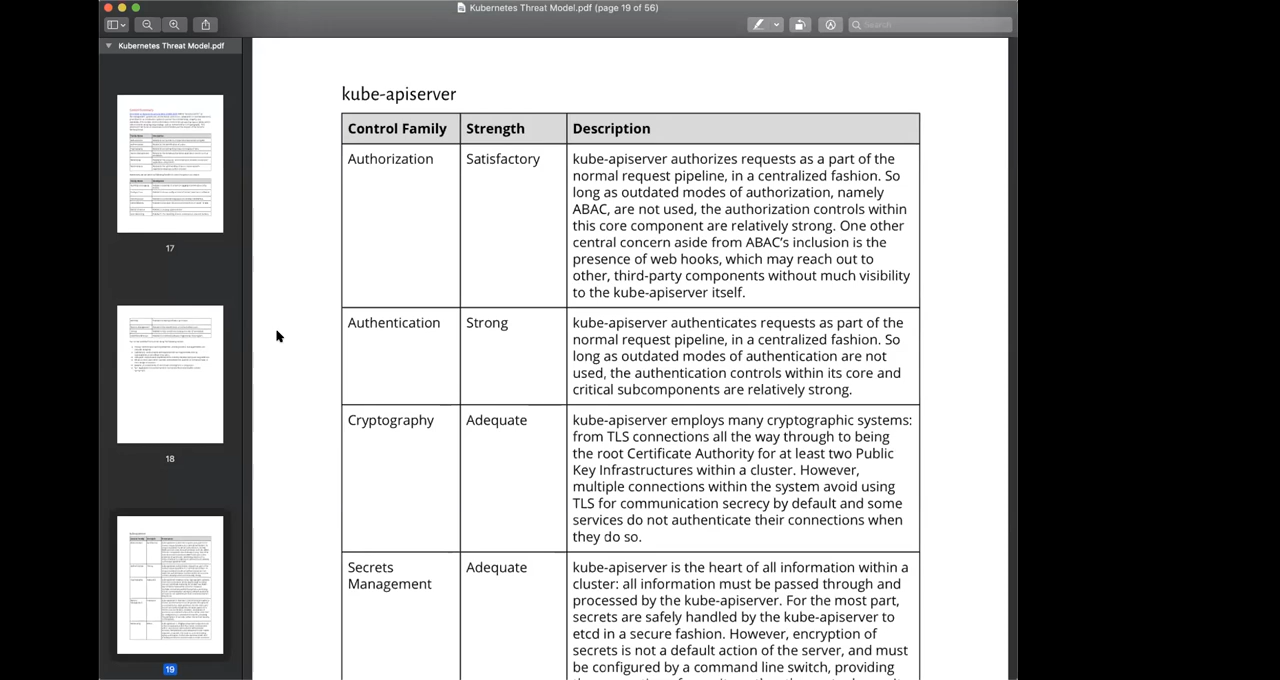 Kubernetes Threat Model.pdf (page 19 of 56)
Search
Kubernetes Threat Model.pdf
17
18
19
kube-apiserver
Control Family Strength Description
Authorization Satisfactory kube-apiserver authorizes requests as a part of the
normal request pipeline, in a centralized fashion. So
long as outdated modes of authorization, namely
ABAC, are not used, the authorization controls within
this core component are relatively strong. One other
central concern aside from ABAC’s inclusion is the
presence of web hooks, which may reach out to
other, third-party components without much visibility
to the kube-apiserver itself.
Authentication Strong kube-apiserver authenticates requests a part of the
normal request pipeline, in a centralized fashion. So
long as outdated modes of authentication are not
used, the authentication controls within its core and
critical subcomponents are relatively strong.
Cryptography Adequate kube-apiserver employs many cryptographic systems:
from TLS connections all the way through to being
the root Certificate Authority for at least two Public
Key Infrastructures within a cluster. However,
multiple connections within the system avoid using
TLS for communication secrecy by default and some
services do not authenticate their connections when
they do so.
Secrets Adequate kube-apiserver is the heart of all information within a
Management cluster; all information must be passed through or
processed by the kube-apiserver. For the most part,
secrets are safely handled by the kube-apiserver to
etcd in a secure fashion. However, encryption of
secrets is not a default action of the server, and must
be configured by a command line switch, providing